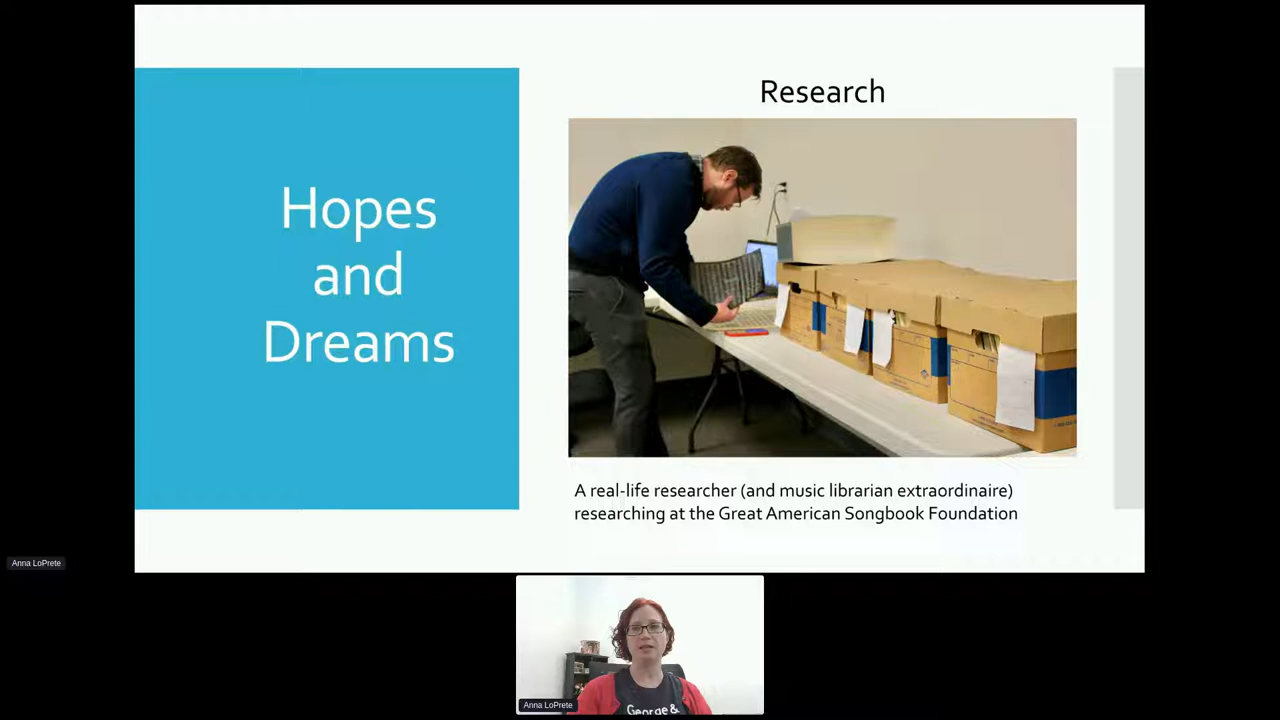 Research
Hopes
and
Dreams
A real-life researcher (and music librarian extraordinaire)
researching at the Great American Songbook Foundation
Anna LoPrete
Anna LoPrete
George &